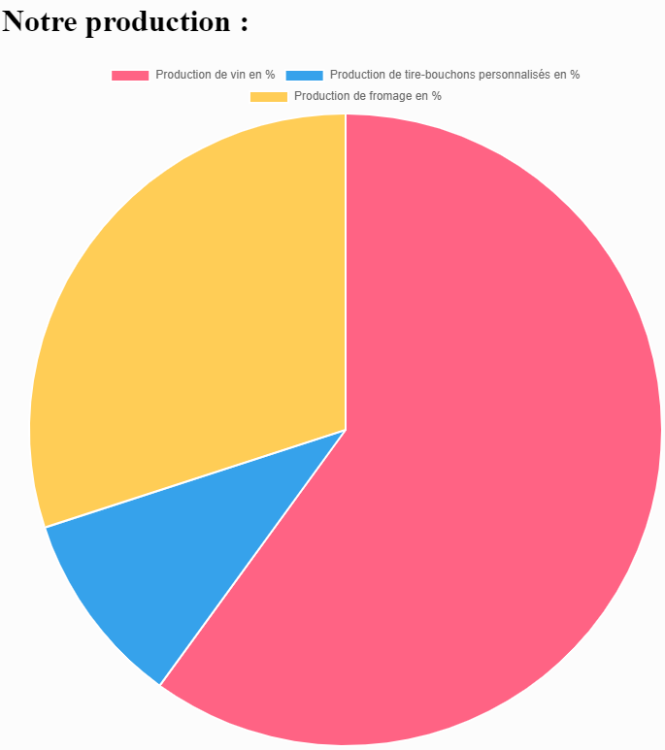 Notre production :
Production de vin en % Production de tire-bouchons personnalisés en %
Production de fromage en %